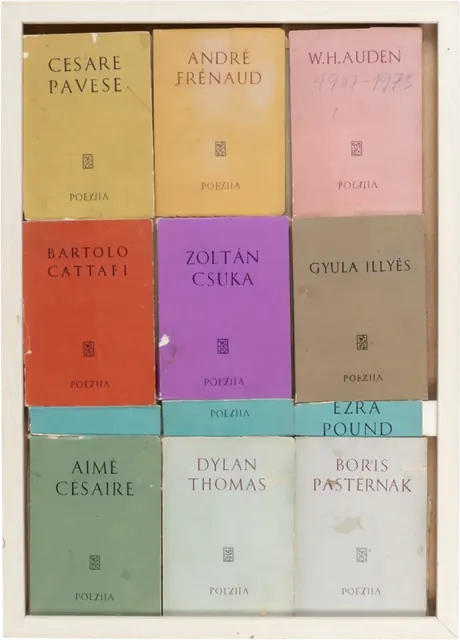 CESARE
PAVESE
POEZIJA
ANDRÉ
FRÉNAUD
POEZIJA
W.H. AUDEN
1907-1973
POEZIJA
BARTOLO
CATTAFI
POEZIJA
ZOLTÁN
CSUKA
POEZIJA
GYULA ILLYÉS
POEZIJA
POEZIJA
EZRA
POUND
AIMÉ
CÉSAIRE
POEZIJA
DYLAN
THOMAS
POEZIJA
BORIS
PASTERNAK
POEZIJA